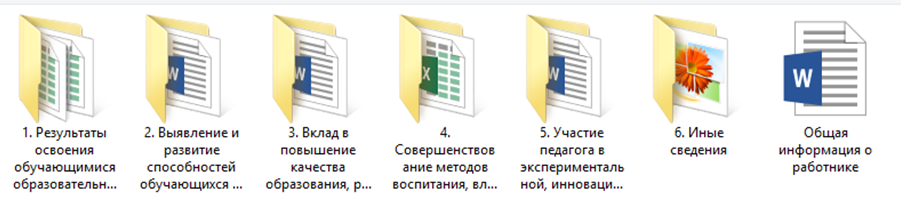 1. Результаты
освоения
обучающимися
образовательн...
2. Выявление и
развитие
способностей
обучающихся ...
3. Вклад в
повышение
качества
образования, р...
4.
Совершенствов
ание методов
воспитания, вл...
5. Участие
педагога в
эксперименталь
ной, инноваци...
6. Иные
сведения
Общая
информация о
работнике
W
W
X
W
W